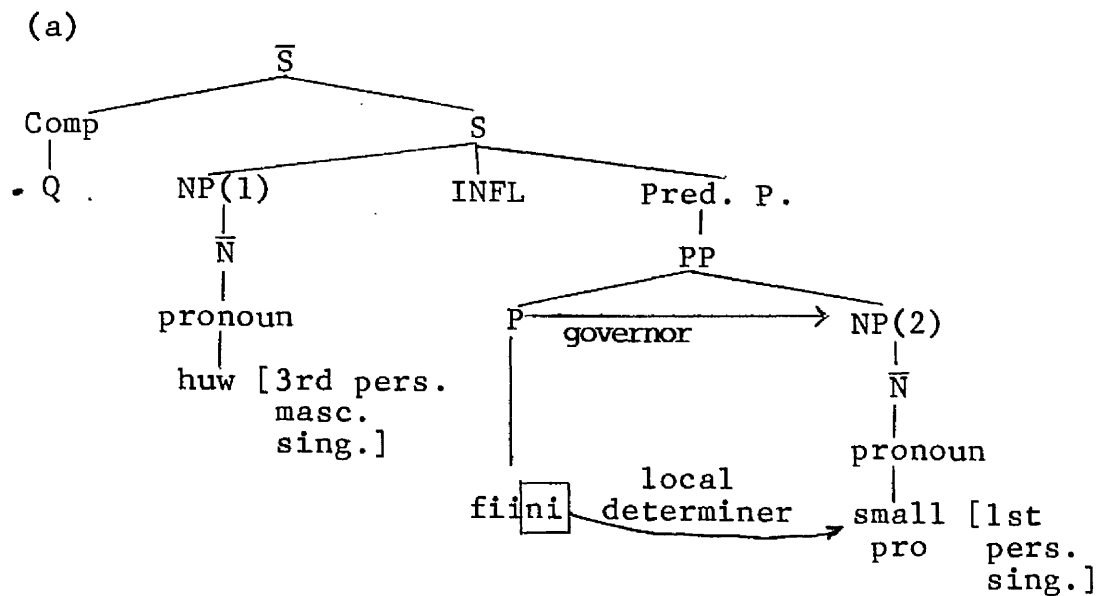 (a)
S̅
Comp
S
Q
NP(1)
INFL
Pred. P.
N̅
PP
pronoun
P
governor
NP(2)
huw [3rd pers.
masc.
sing.]
N̅
pronoun
fiini
local
determiner
small [1st
pro pers.
sing.]